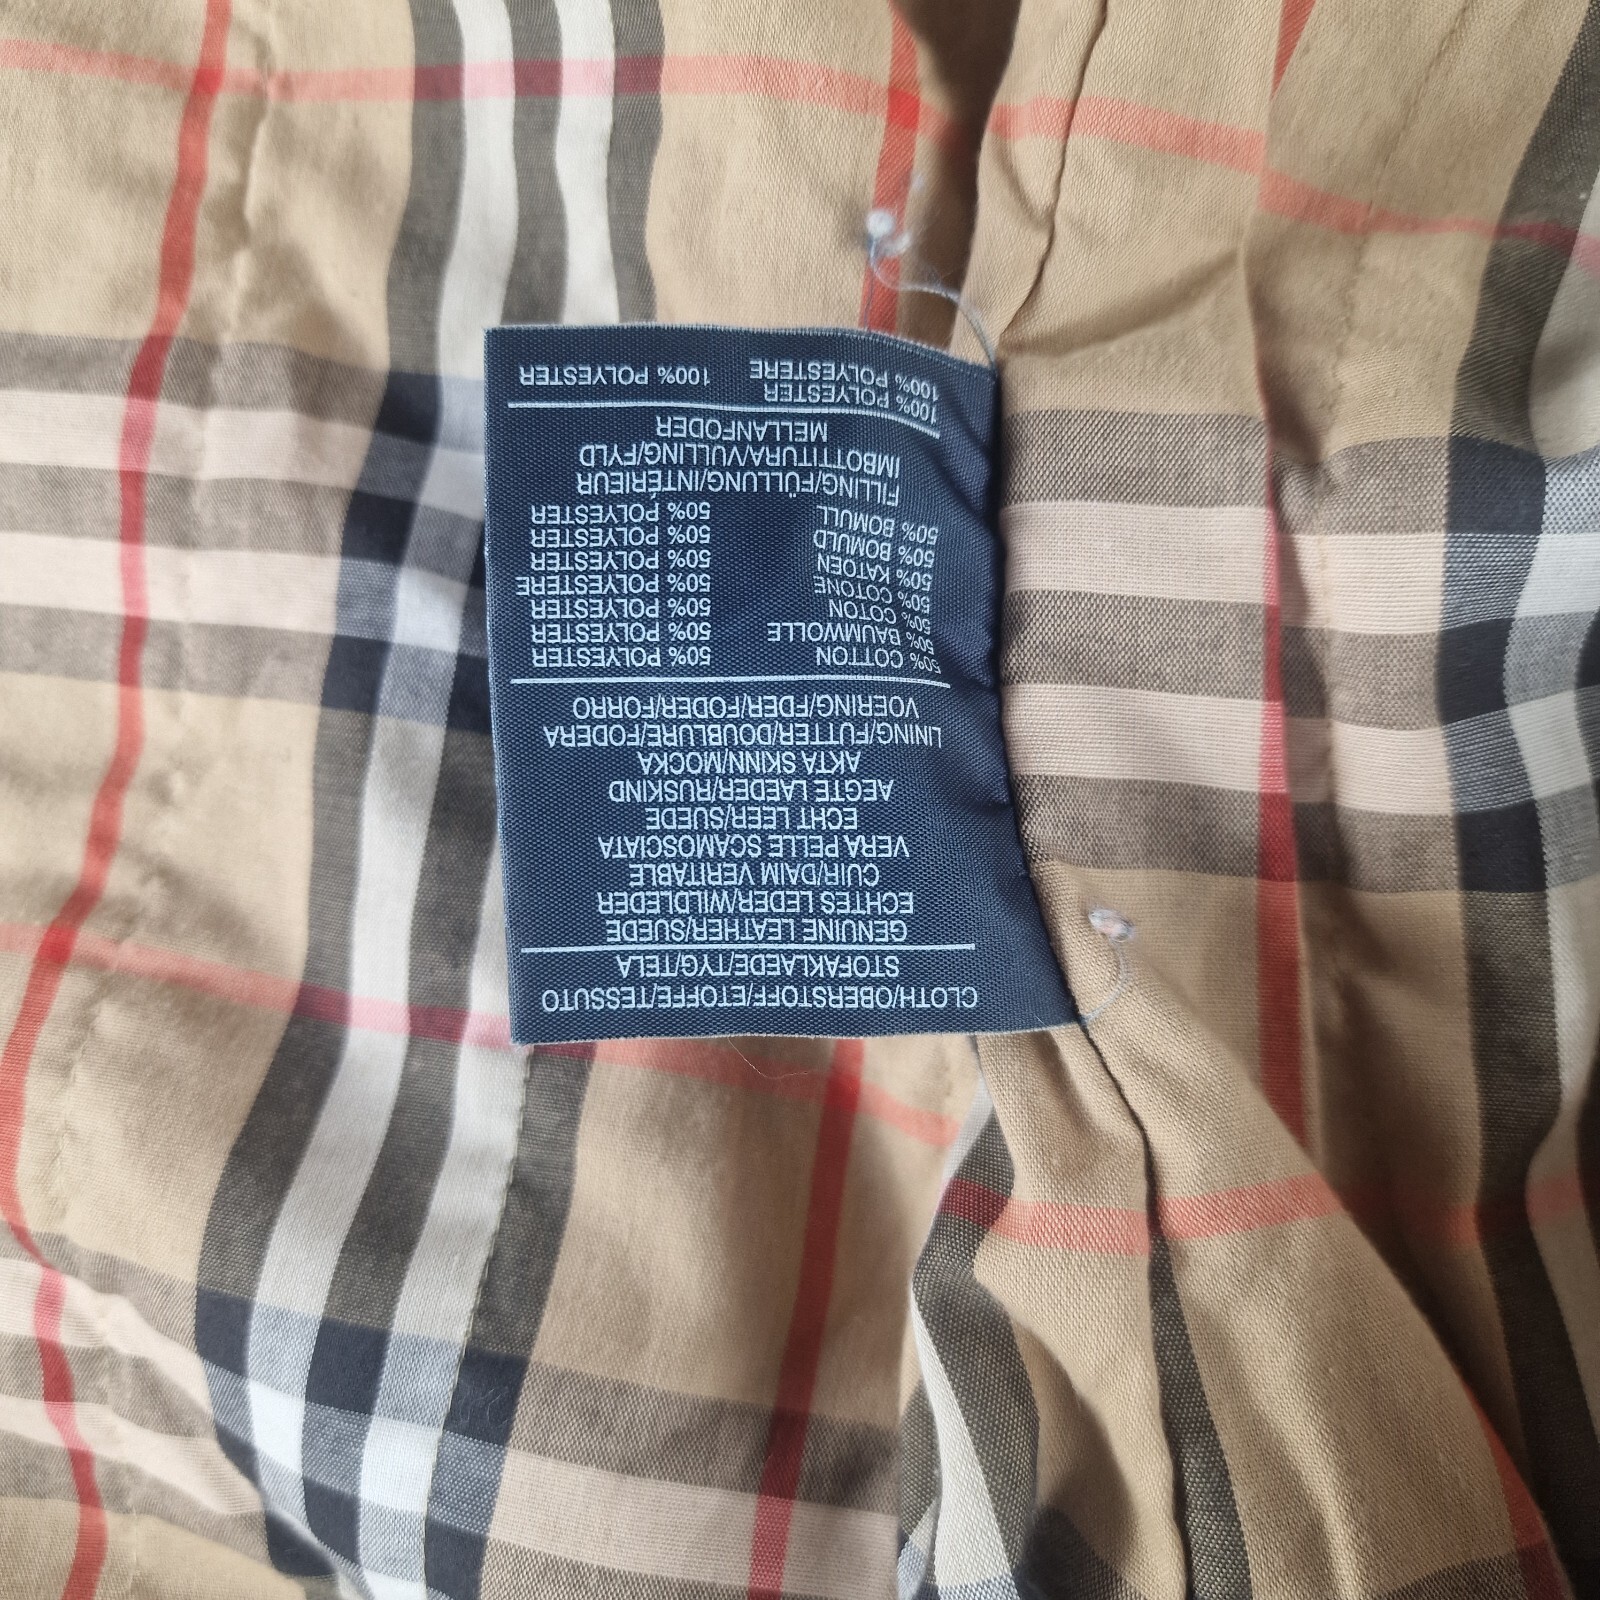 CLOTH/OBERSTOFF/ETOFFE/TESSUTO
STOFAKLAEDE/TYG/TELA
GENUINE LEATHER/SUEDE
ECHTES LEDER/WILDLEDER
CUIR/DAIM VERITABLE
VERA PELLE SCAMOSCIATA
ECHT LEER/SUEDE
AEGTE LAEDER/RUSKIND
AKTA SKINN/MOCKA
LINING/FUTTER/DOUBLURE/FODERA
VOERING/FDER/FODER/FORRO
50% COTTON 50% POLYESTER
50% BAUMWOLLE 50% POLYESTER
50% COTON 50% POLYESTER
50% COTONE 50% POLYESTERE
50% KATOEN 50% POLYESTER
50% BOMULD 50% POLYESTER
50% BOMULL 50% POLYESTER
FILLING/FÜLLUNG/INTÉRIEUR
IMBOTTITURA/VULLING/FYLD
MELLANFODER
100% POLYESTER
100% POLYESTERE 100% POLYESTER